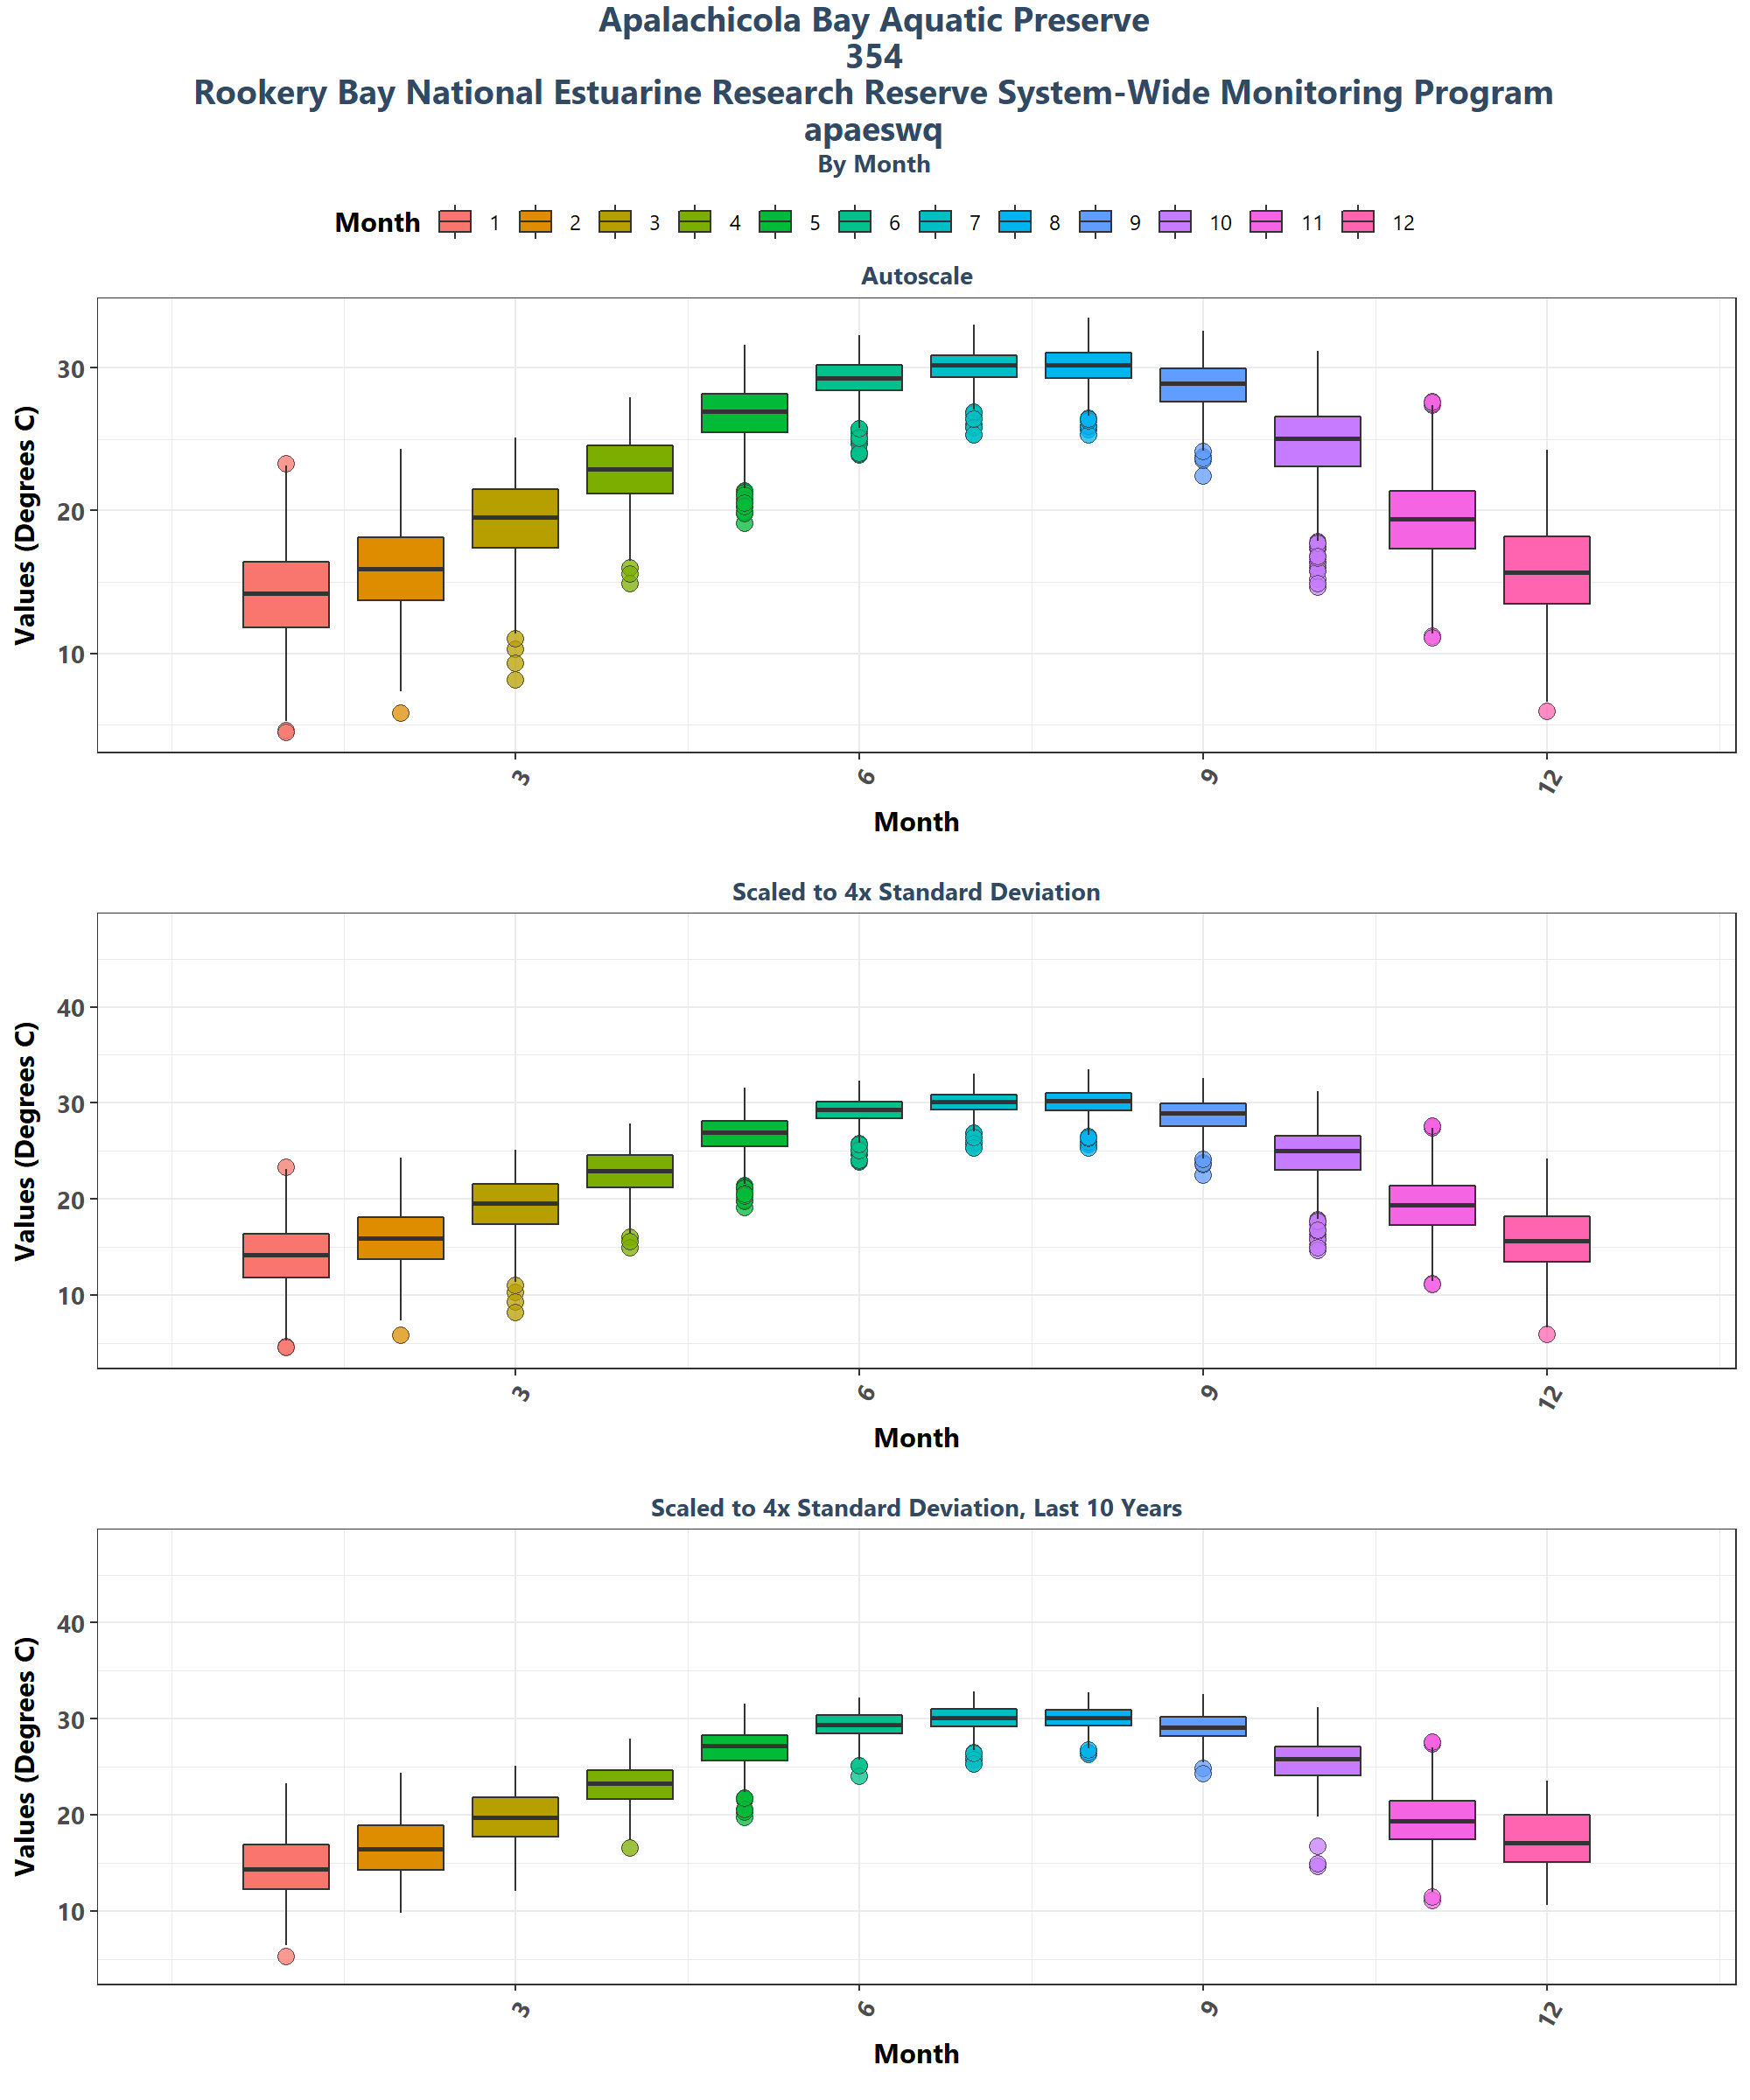 Apalachicola Bay Aquatic Preserve
354
Rookery Bay National Estuarine Research Reserve System-Wide Monitoring Program
apaeswq
By Month
Month 1 2 3 4 5 6 7 8 9 10 11 12
Autoscale
Values (Degrees C)
30
20
10
3 6 9 12
Month
Scaled to 4x Standard Deviation
Values (Degrees C)
40
30
20
10
3 6 9 12
Month
Scaled to 4x Standard Deviation, Last 10 Years
Values (Degrees C)
40
30
20
10
3 6 9 12
Month